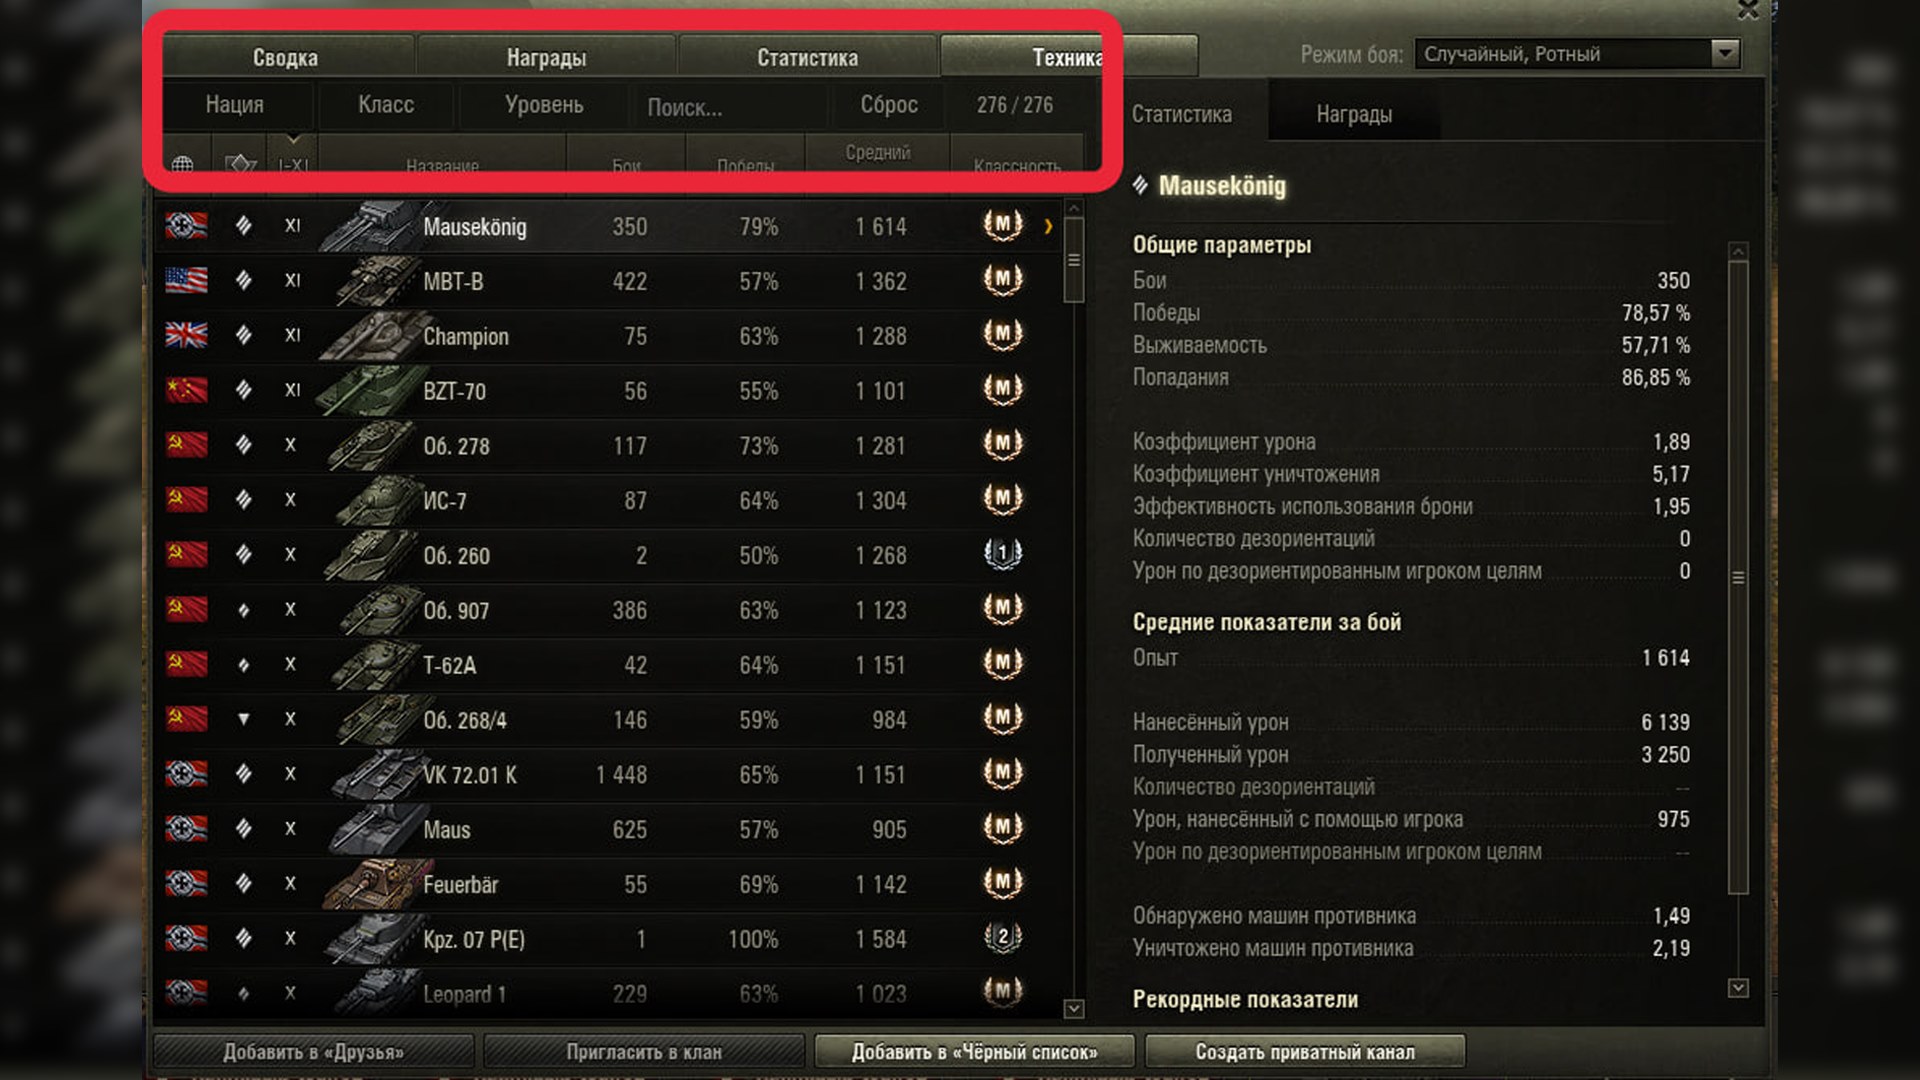 Сводка Награды Статистика Техника Режим боя: Случайный, Ротный
Нация Класс Уровень Поиск... Сброс 276 / 276
I-XI Название Бои Победы Средний Классность
Mausekönig 350 79% 1 614 M
XI
MBT-B 422 57% 1 362 M
XI
Champion 75 63% 1 288 M
XI
BZT-70 56 55% 1 101 M
XI
X Об. 278 117 73% 1 281 M
X ИС-7 87 64% 1 304 M
X Об. 260 2 50% 1 268 1
X Об. 907 386 63% 1 123 M
X Т-62А 42 64% 1 151 M
X Об. 268/4 146 59% 984 M
X VK 72.01 K 1 448 65% 1 151 M
X Maus 625 57% 905 M
X Feuerbär 55 69% 1 142 M
X Kpz. 07 P(E) 1 100% 1 584 2
X Leopard 1 229 63% 1 023 M
Статистика Награды
Mausekönig
Общие параметры
Бои 350
Победы 78,57 %
Выживаемость 57,71 %
Попадания 86,85 %
Коэффициент урона 1,89
Коэффициент уничтожения 5,17
Эффективность использования брони 1,95
Количество дезориентаций 0
Урон по дезориентированным игроком целям 0
Средние показатели за бой
Опыт 1 614
Нанесённый урон 6 139
Полученный урон 3 250
Количество дезориентаций --
Урон, нанесённый с помощью игрока 975
Урон по дезориентированным игроком целям --
Обнаружено машин противника 1,49
Уничтожено машин противника 2,19
Рекордные показатели
Добавить в «Друзья» Пригласить в клан Добавить в «Чёрный список» Создать приватный канал